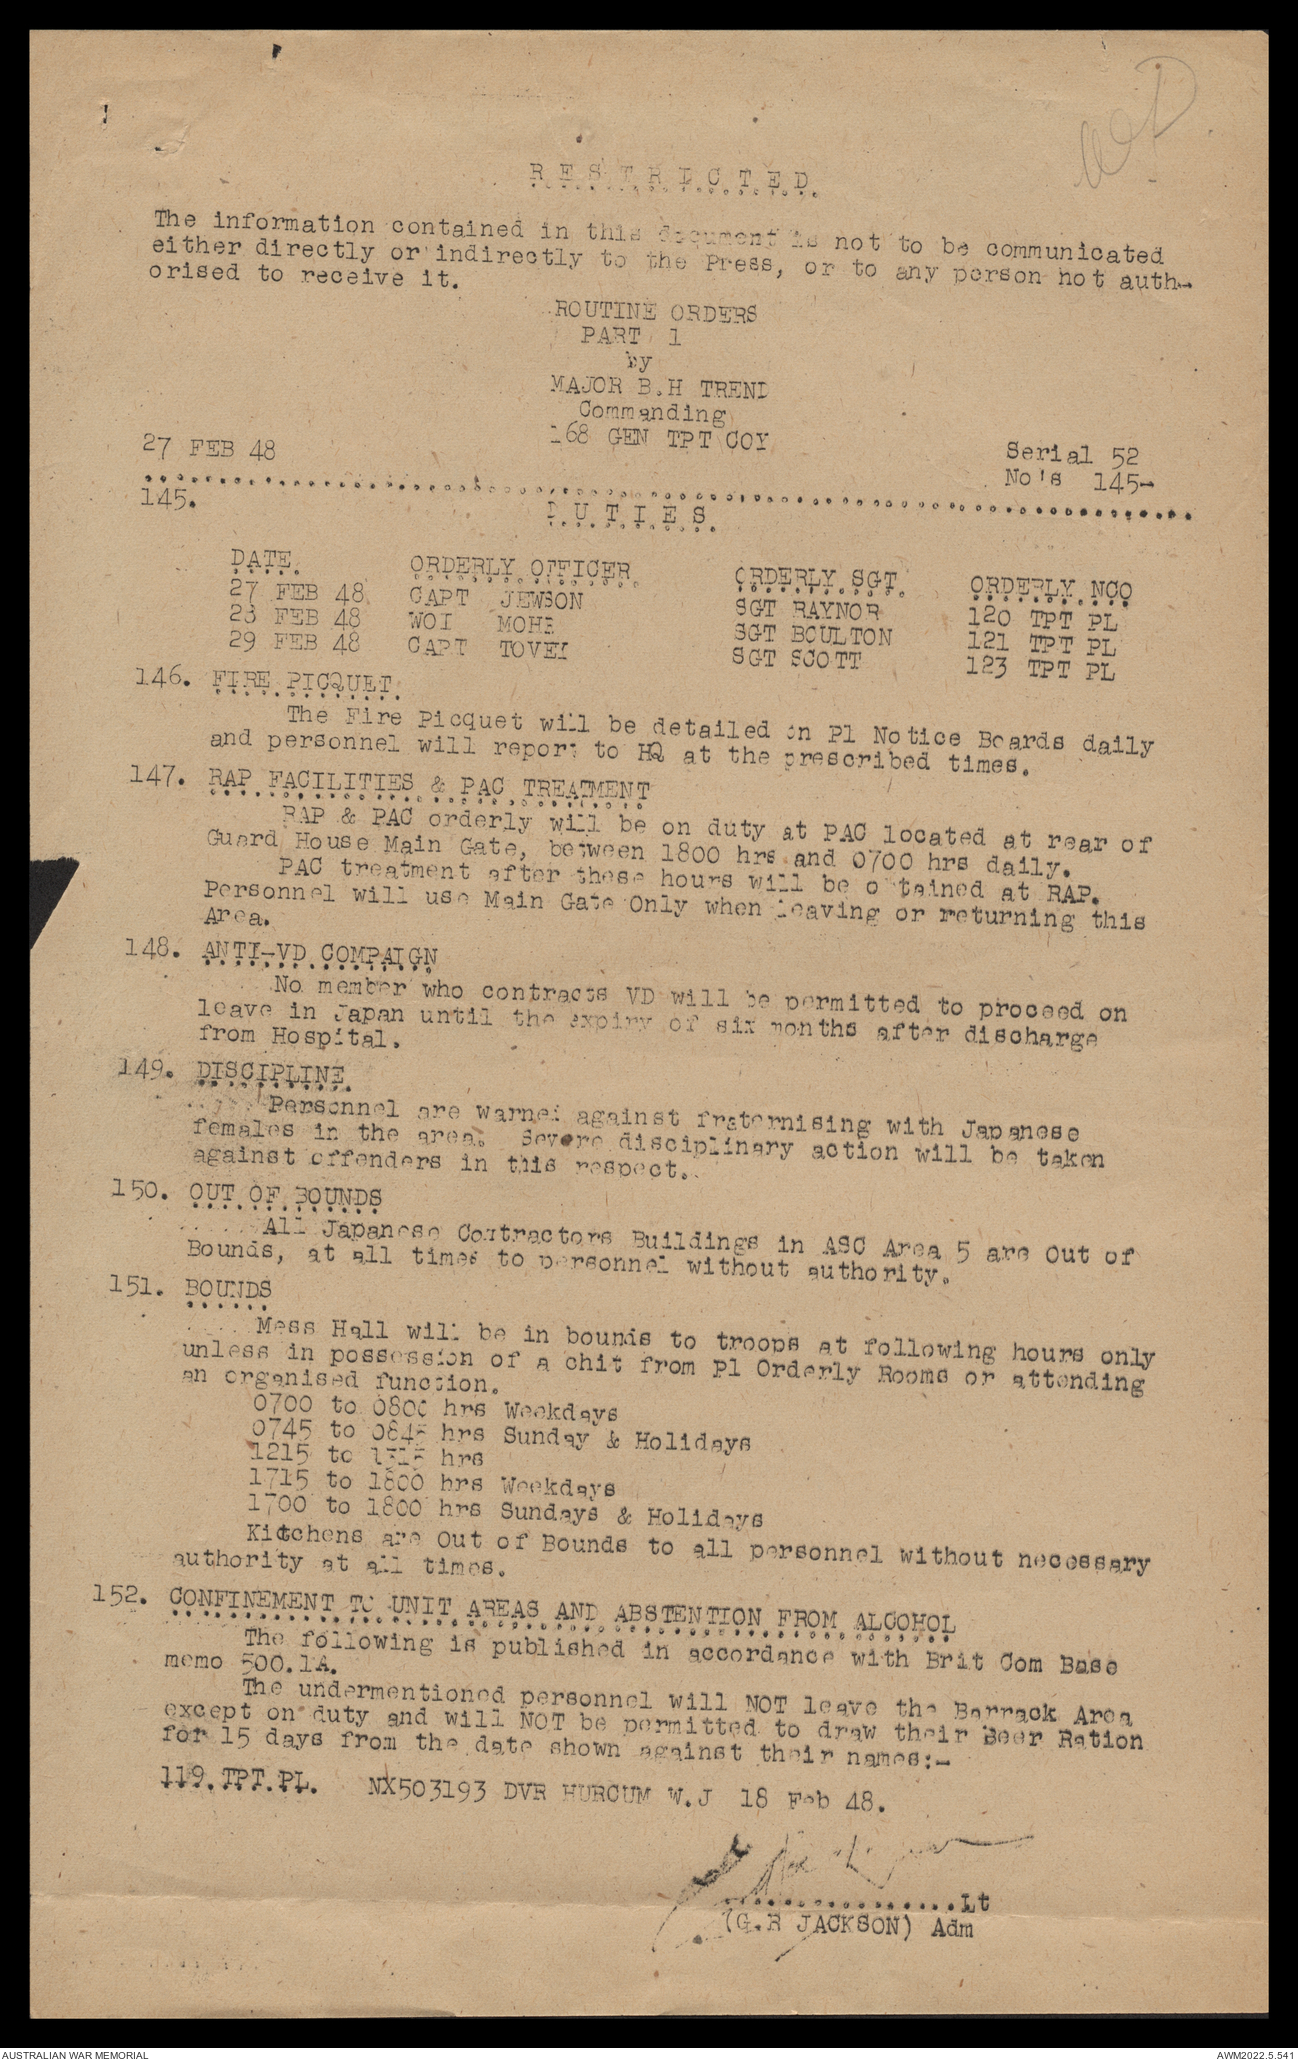 R E S T R I C T E D.
The information contained in this document is not to be communicated
either directly or indirectly to the Press, or to any person not auth-
orised to receive it.
ROUTINE ORDERS
PART 1
by
MAJOR B.H TREND
Commanding
168 GEN TPT COY
27 FEB 48
Serial 52
No's 145-
145.
D U T I E S.
DATE. ORDERLY OFFICER ORDERLY SGT. ORDERLY NCO
27 FEB 48 CAPT JEWSON SGT RAYNOR 120 TPT PL
28 FEB 48 WOI MOHR SGT BOULTON 121 TPT PL
29 FEB 48 CAPT TOVEY SGT SCOTT 123 TPT PL
146. FIRE PICQUET.
The Fire Picquet will be detailed on Pl Notice Boards daily
and personnel will report to HQ at the prescribed times.
147. RAP FACILITIES & PAC TREATMENT
RAP & PAC orderly will be on duty at PAC located at rear of
Guard House Main Gate, between 1800 hrs and 0700 hrs daily.
PAC treatment after these hours will be obtained at RAP.
Personnel will use Main Gate Only when leaving or returning this
Area.
148. ANTI-VD COMPAIGN
No member who contracts VD will be permitted to proceed on
leave in Japan until the expiry of six months after discharge
from Hospital.
149. DISCIPLINE.
Personnel are warned against fraternising with Japanese
females in the area. Severe disciplinary action will be taken
against offenders in this respect.
150. OUT OF BOUNDS
All Japanese Contractors Buildings in ASC Area 5 are Out of
Bounds, at all times to personnel without authority.
151. BOUNDS
Mess Hall will be in bounds to troops at following hours only
unless in possession of a chit from Pl Orderly Rooms or attending
an organised function.
0700 to 0800 hrs Weekdays
0745 to 0845 hrs Sunday & Holidays
1215 to 1315 hrs
1715 to 1800 hrs Weekdays
1700 to 1800 hrs Sundays & Holidays
Kitchens are Out of Bounds to all personnel without necessary
authority at all times.
152. CONFINEMENT TO UNIT AREAS AND ABSTENTION FROM ALCOHOL
The following is published in accordance with Brit Com Base
memo 500.1A.
The undermentioned personnel will NOT leave the Barrack Area
except on duty and will NOT be permitted to draw their Beer Ration
for 15 days from the date shown against their names:-
119.TPT.PL. NX503193 DVR HURCUM W.J 18 Feb 48.
..................Lt
(G.R JACKSON) Adm
AUSTRALIAN WAR MEMORIAL
AWM2022.5.541